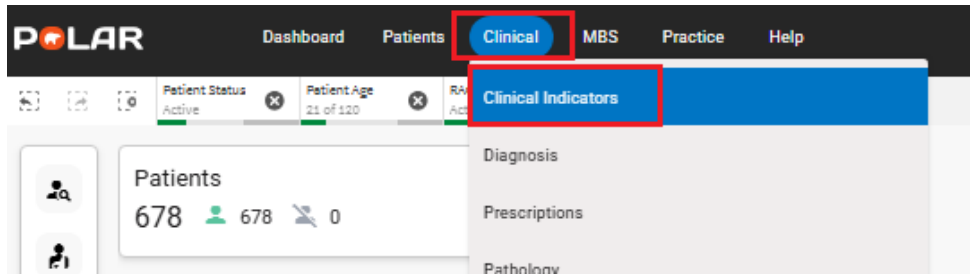 POLAR Dashboard Patients Clinical MBS Practice Help
Patient Status Patient Age
Active 21 of 120
Clinical Indicators
Diagnosis
Patients
678 678 0
Prescriptions
Pathology